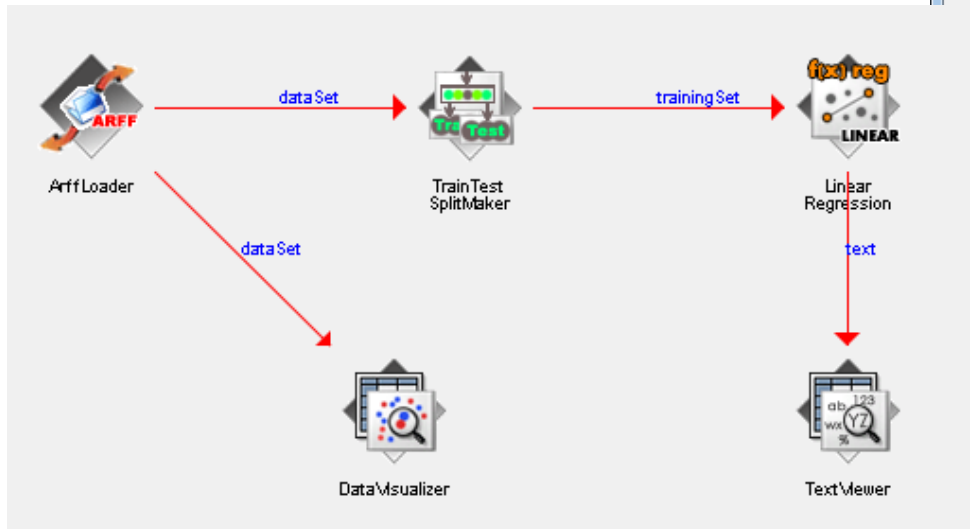 f(x) reg
dataSet
trainingSet
ARFF
Tra
Test
LINEAR
ArffLoader
TrainTest
SplitMaker
Linear
Regression
dataSet
text
ab 123
wx YZ
%
DataVisualizer
TextViewer